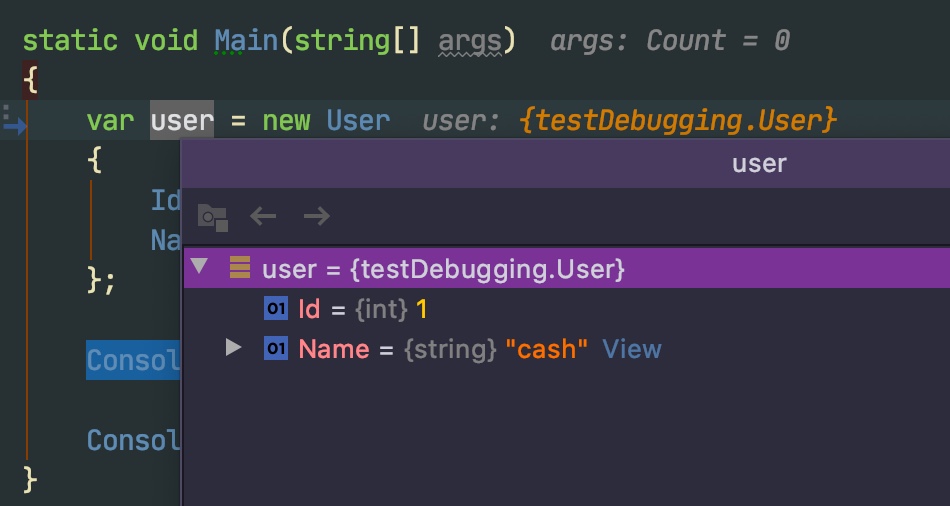 static void Main(string[] args)  args: Count = 0
{
var user = new User  user: {testDebugging.User}
{
user
Id
Na
user = {testDebugging.User}
};
01 Id = {int} 1
01 Name = {string} "cash" View
Consol
Consol
}